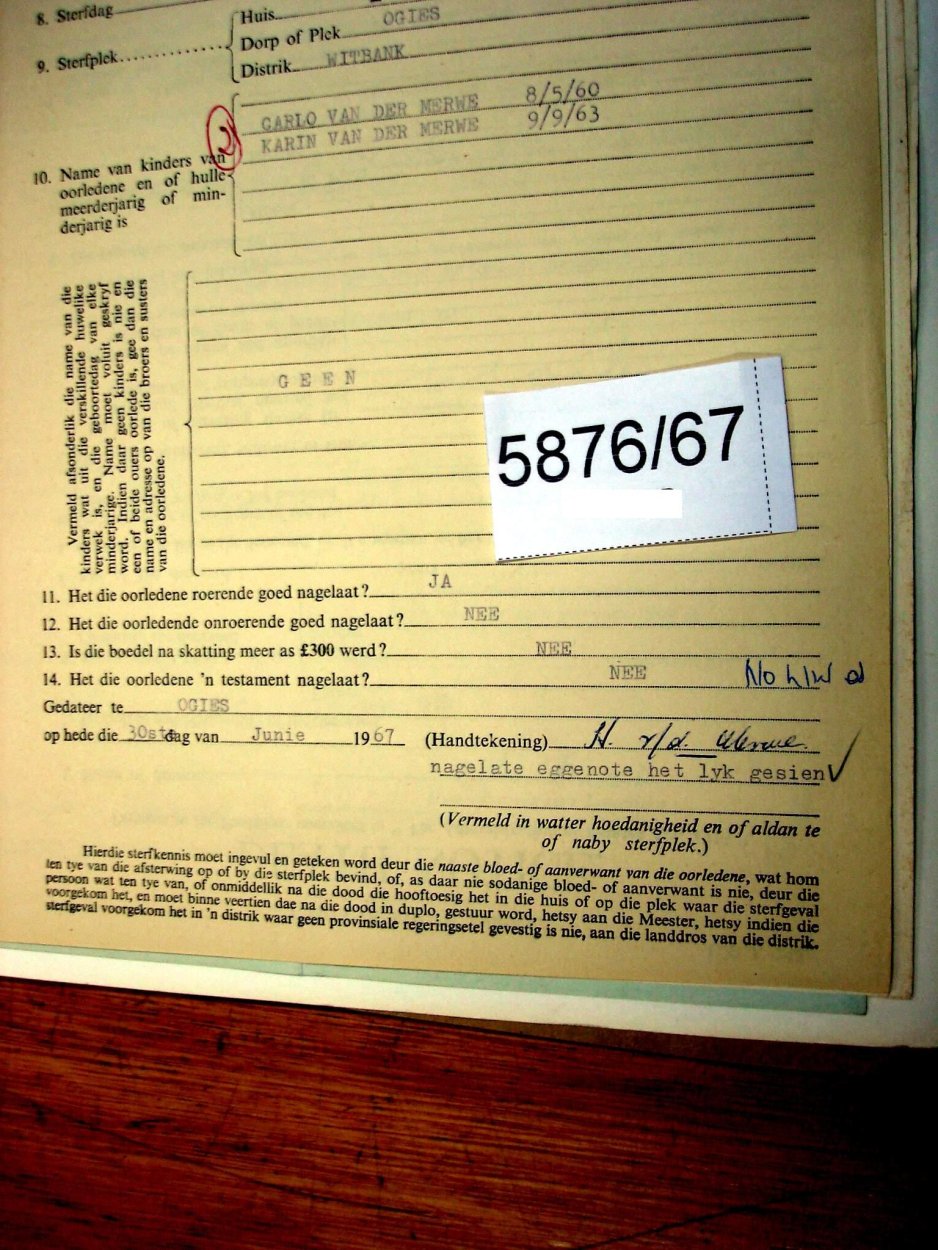 8. Sterfdag
9. Sterfplek
Huis
Dorp of Plek OGIES
Distrik WITBANK
10. Name van kinders van
oorledene en of hulle
meerderjarig of min-
derjarig is
2
CARLO VAN DER MERWE 8/5/60
KARIN VAN DER MERWE 9/9/63
Vermeld afsonderlik die name van die
kinders wat uit die verskillende huwelike
verwek is, en die geboortedag van elke
minderjarige. Name moet voluit geskryf
word. Indien daar geen kinders is nie en
een of beide ouers oorlede is, gee dan die
name en adresse op van die broers en susters
van die oorledene.
GEEN
5876/67
11. Het die oorledene roerende goed nagelaat? JA
12. Het die oorledende onroerende goed nagelaat? NEE
13. Is die boedel na skatting meer as £300 werd? NEE
14. Het die oorledene 'n testament nagelaat? NEE
Gedateer te OGIES
op hede die 30ste dag van Junie 1967 (Handtekening) H. v/d. Merwe.
nagelate eggenote het lyk gesien
(Vermeld in watter hoedanigheid en of aldan te
of naby sterfplek.)
Hierdie sterfkennis moet ingevul en geteken word deur die naaste bloed- of aanverwant van die oorledene, wat hom
ten tye van die afsterwing op of by die sterfplek bevind, of, as daar nie sodanige bloed- of aanverwant is nie, deur die
persoon wat ten tye van, of onmiddellik na die dood die hooftoesig het in die huis of op die plek waar die sterfgeval
voorgekom het, en moet binne veertien dae na die dood in duplo, gestuur word, hetsy aan die Meester, hetsy indien die
sterfgeval voorgekom het in 'n distrik waar geen provinsiale regeringsetel gevestig is nie, aan die landdros van die distrik.